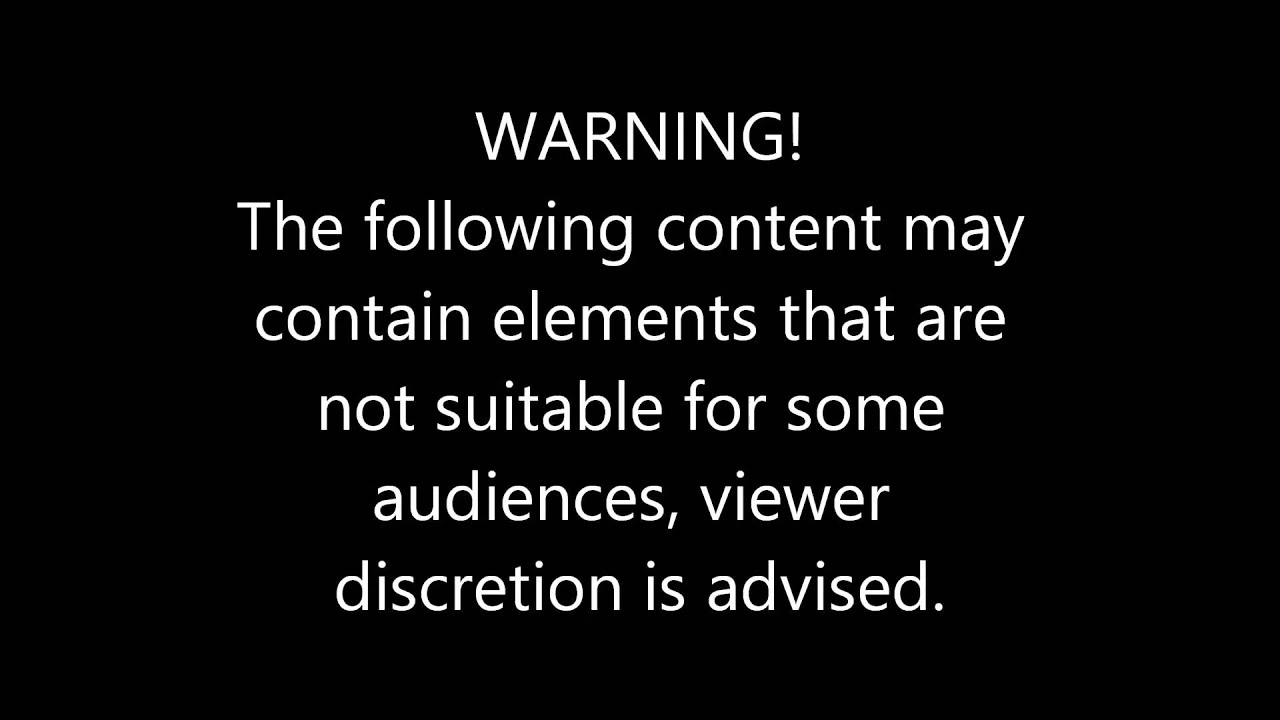 WARNING!
The following content may
contain elements that are
not suitable for some
audiences, viewer
discretion is advised.